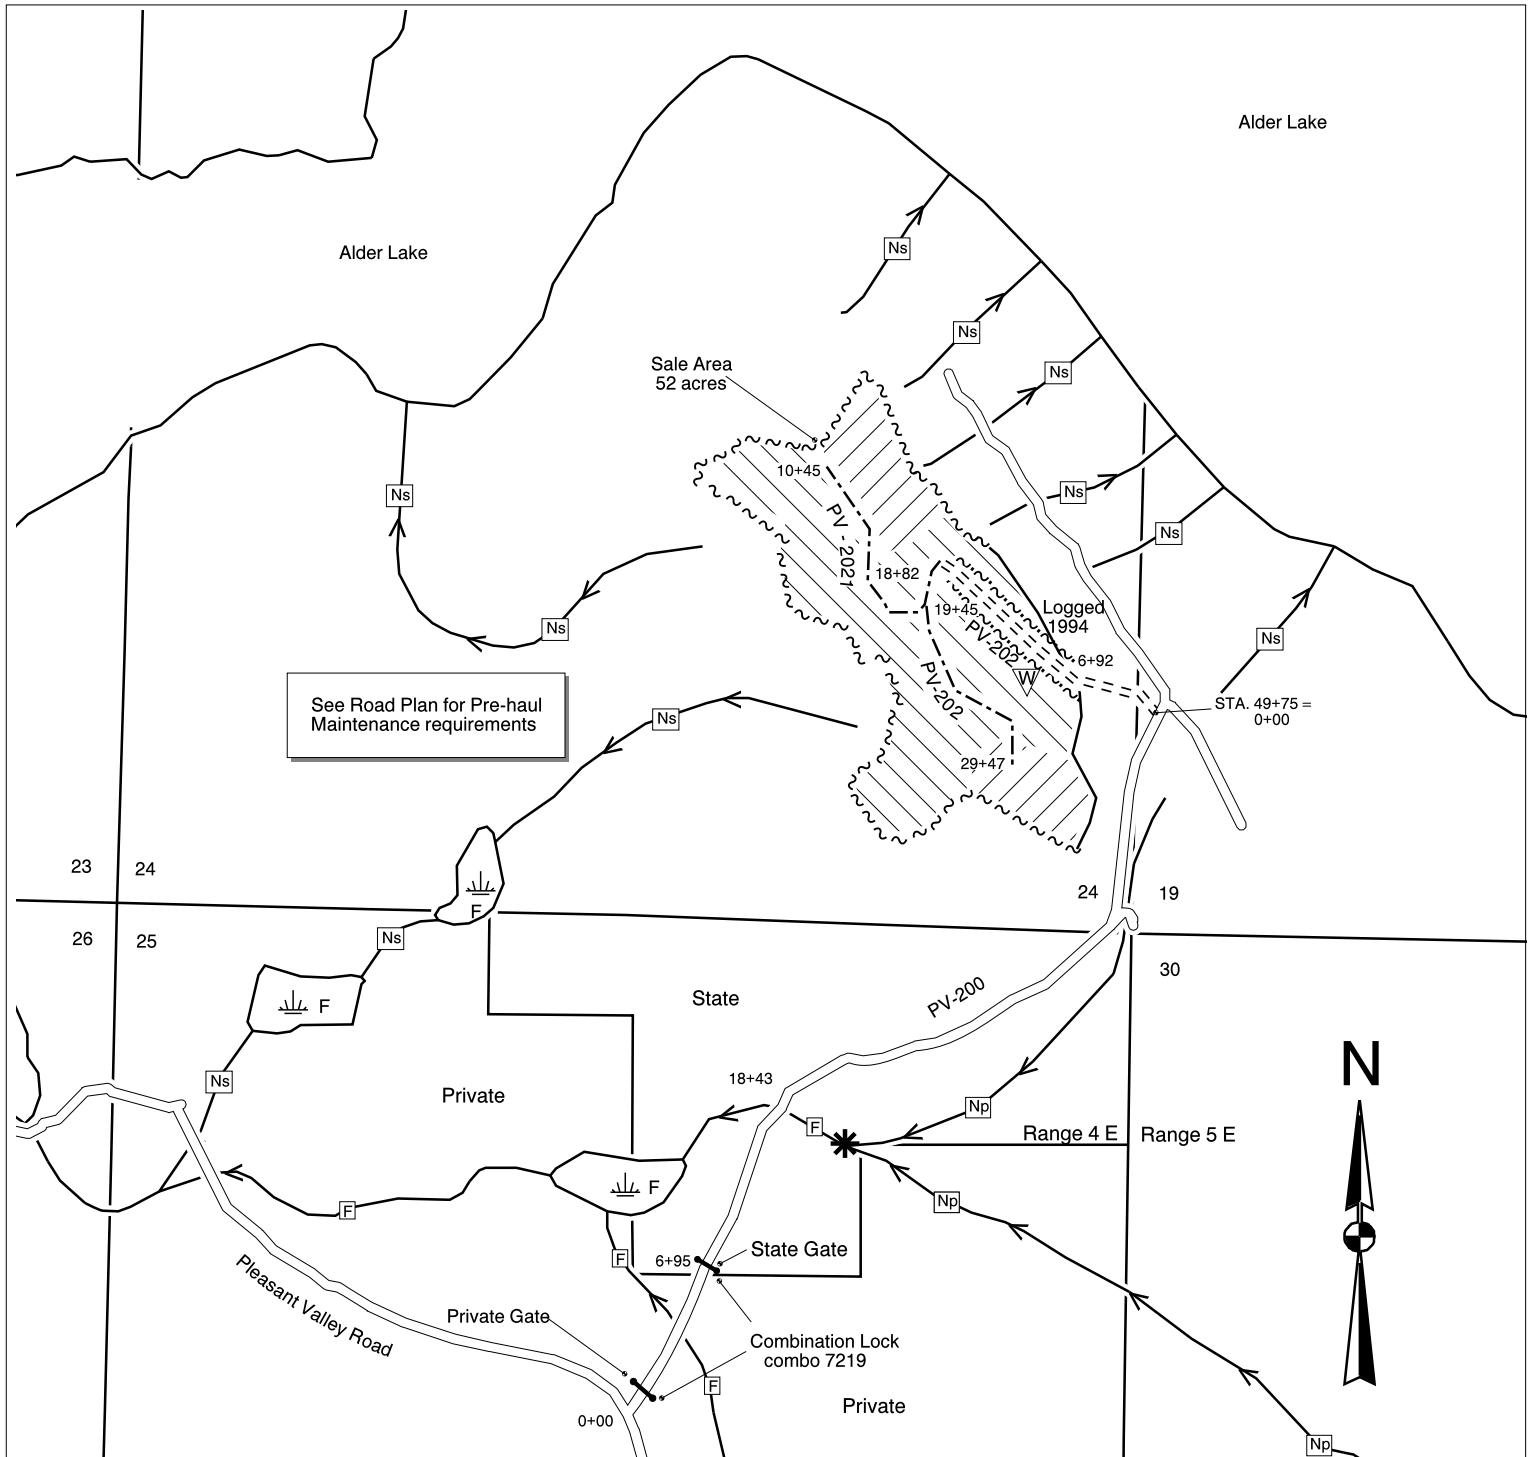 Alder Lake
Alder Lake
Ns
Ns
Ns
Sale Area
52 acres
10+45
Ns
Ns
Ns
PV - 2021
18+82
19+45
Logged
1994
PV-202
6+92
Ns
Ns
W
PV-202
STA. 49+75 =
0+00
See Road Plan for Pre-haul
Maintenance requirements
Ns
29+47
23
24
24
19
F
26
25
Ns
30
State
PV-200
F
Ns
Private
18+43
Np
F
N
Range 4 E
Range 5 E
F
F
Np
F
6+95
State Gate
Pleasant Valley Road
Private Gate
Combination Lock
combo 7219
F
Private
0+00
Np